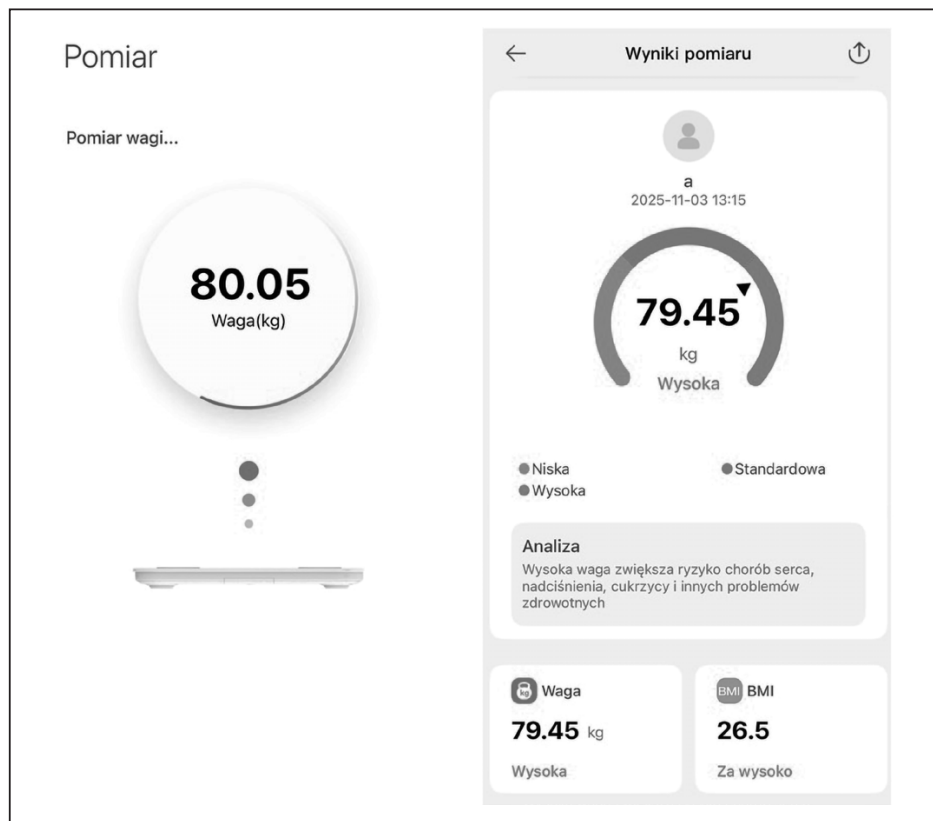 Pomiar
Pomiar wagi...
80.05
Waga(kg)
Wyniki pomiaru
a
2025-11-03 13:15
79.45
kg
Wysoka
Niska
Standardowa
Wysoka
Analiza
Wysoka waga zwiększa ryzyko chorób serca,
nadciśnienia, cukrzycy i innych problemów
zdrowotnych
kg Waga
79.45 kg
Wysoka
BMI BMI
26.5
Za wysoko